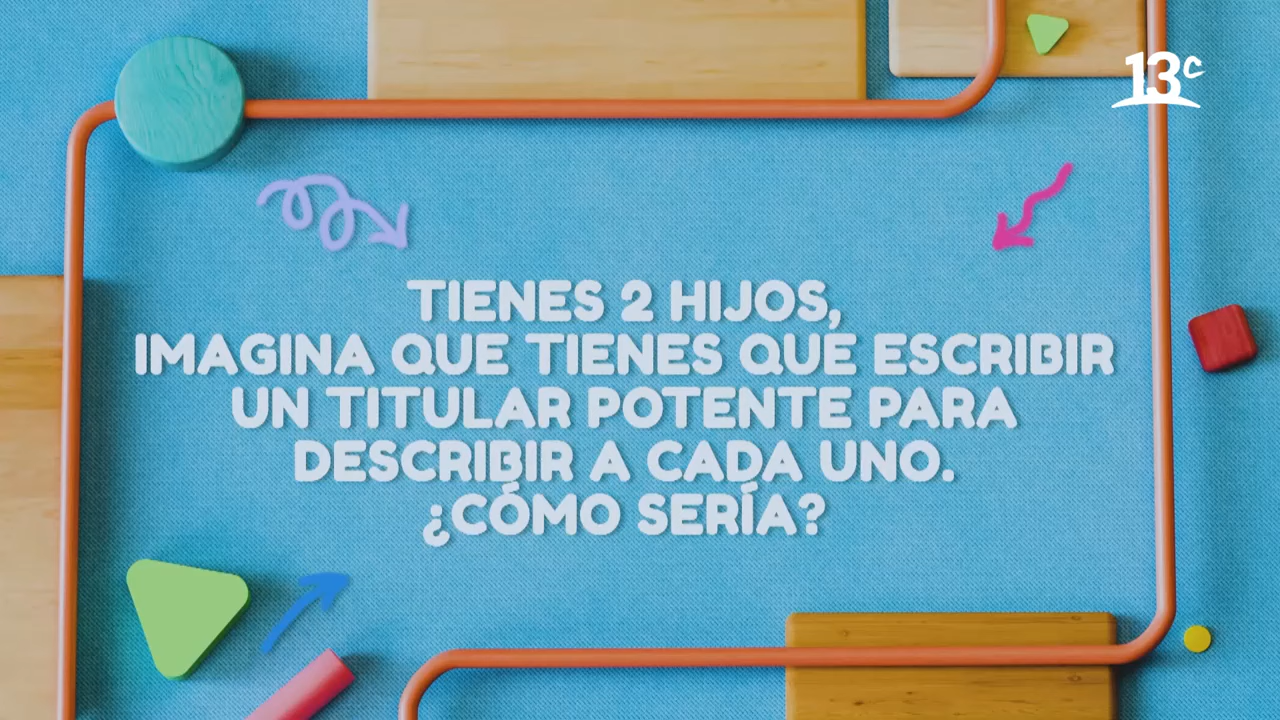 13c
TIENES 2 HIJOS,
IMAGINA QUE TIENES QUE ESCRIBIR
UN TITULAR POTENTE PARA
DESCRIBIR A CADA UNO.
¿CÓMO SERÍA?